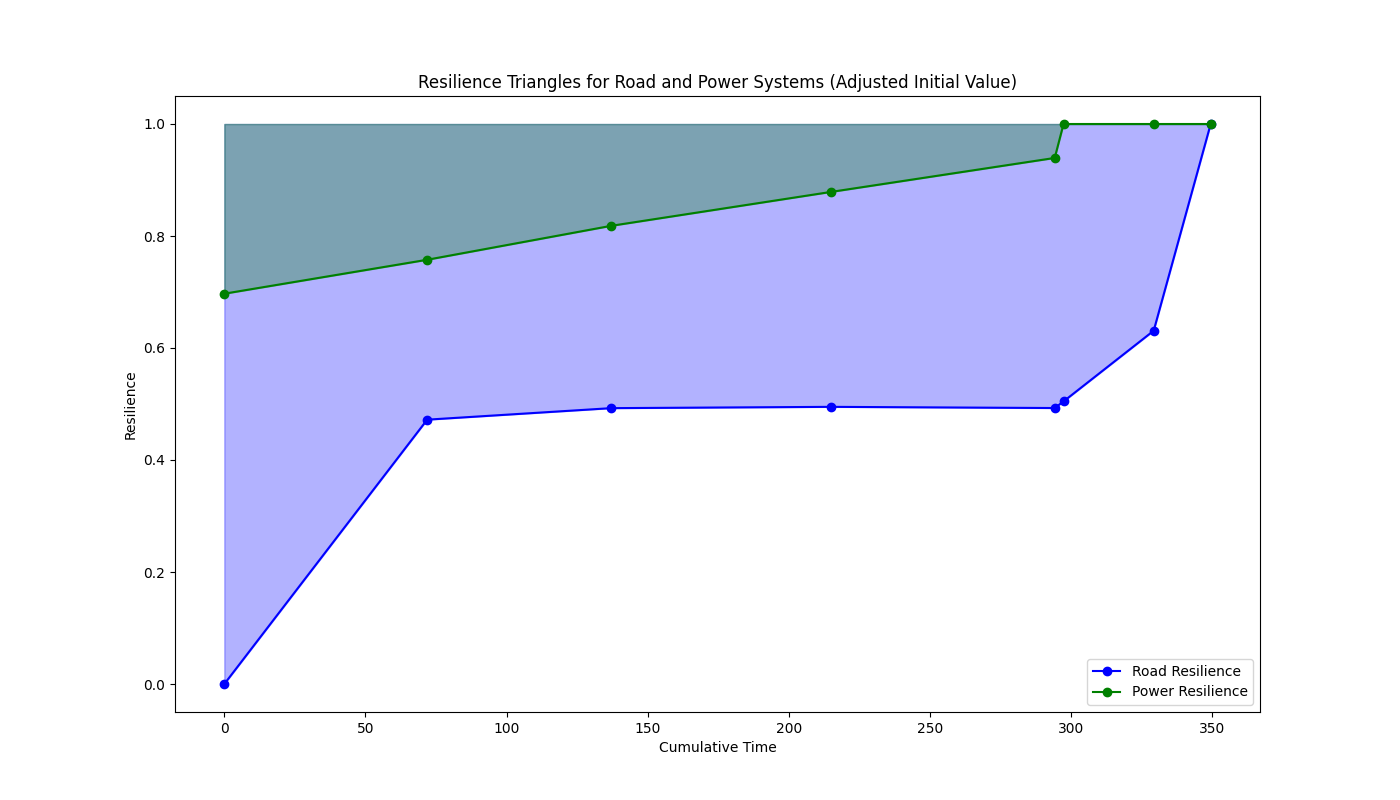 Resilience Triangles for Road and Power Systems (Adjusted Initial Value)
1.0
0.8
0.6
0.4
0.2
0.0
Resilience
0 50 100 150 200 250 300 350
Cumulative Time
Road Resilience
Power Resilience